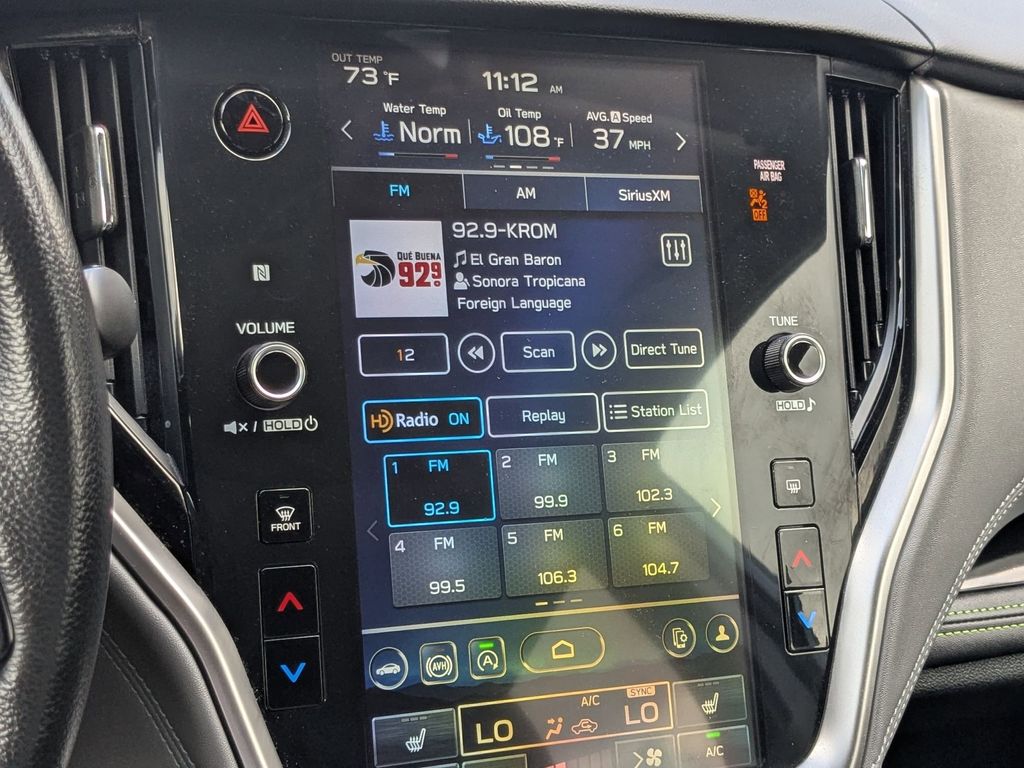 OUT TEMP
73 °F
11:12 AM
Water Temp
Norm
Oil Temp
108 °F
AVG. A Speed
37 MPH
PASSENGER
AIR BAG
2
OFF
FM
AM
SiriusXM
QUÉ BUENA
92.9
92.9-KROM
El Gran Baron
Sonora Tropicana
Foreign Language
VOLUME
TUNE
12
Scan
Direct Tune
/ HOLD
HOLD
HD Radio ON
Replay
Station List
1 FM
92.9
2 FM
99.9
3 FM
102.3
4 FM
99.5
5 FM
106.3
6 FM
104.7
FRONT
AVH
A
LO
A/C
SYNC
LO
A/C